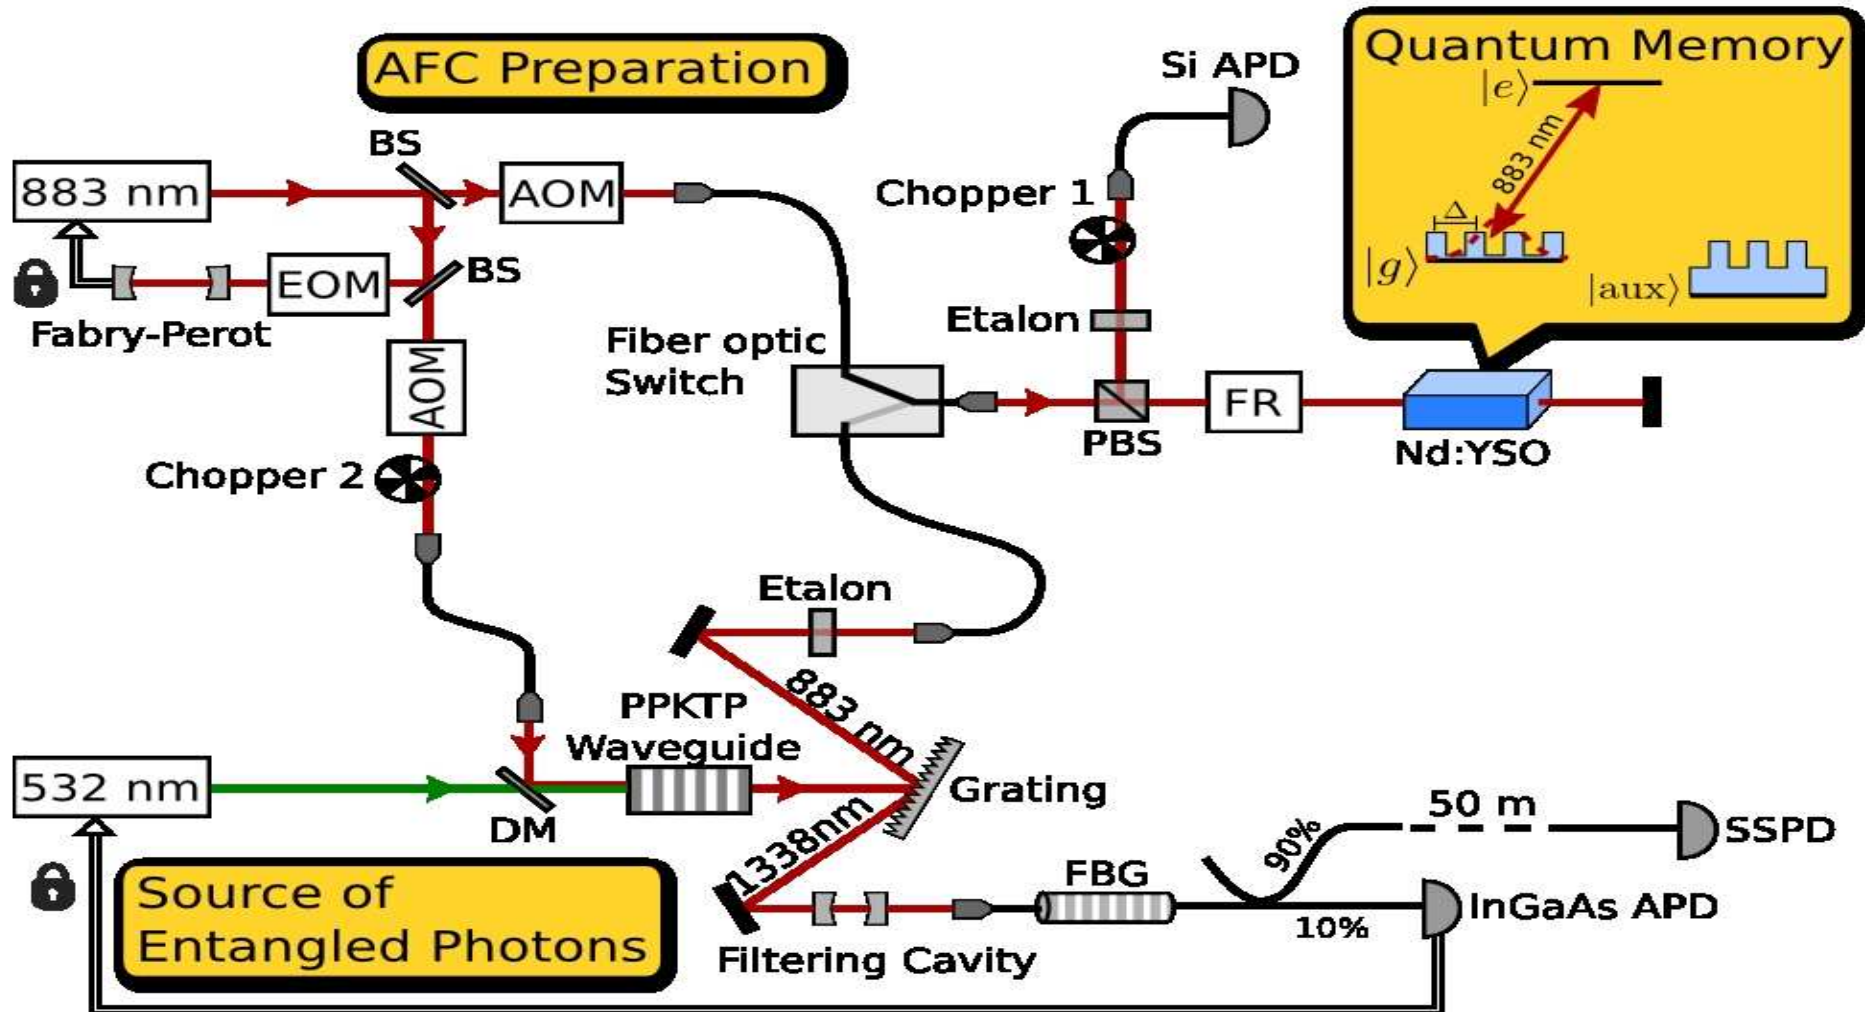 AFC Preparation
Quantum Memory
|e⟩
883 nm
Δ
|g⟩
|aux⟩
Si APD
Chopper 1
Etalon
BS
883 nm
AOM
BS
EOM
Fabry-Perot
AOM
Fiber optic
Switch
PBS
FR
Nd:YSO
Chopper 2
Etalon
883 nm
PPKTP
Waveguide
532 nm
DM
Grating
1338nm
50 m
90%
SSPD
FBG
10%
InGaAs APD
Filtering Cavity
Source of
Entangled Photons